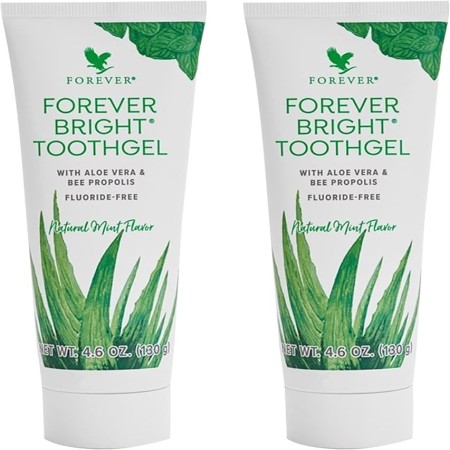 FOREVER®
FOREVER
BRIGHT®
TOOTHGEL
WITH ALOE VERA &
BEE PROPOLIS
FLUORIDE-FREE
Natural Mint Flavor
NET WT. 4.6 OZ. (130 g)
FOREVER®
FOREVER
BRIGHT®
TOOTHGEL
WITH ALOE VERA &
BEE PROPOLIS
FLUORIDE-FREE
Natural Mint Flavor
NET WT. 4.6 OZ. (130 g)